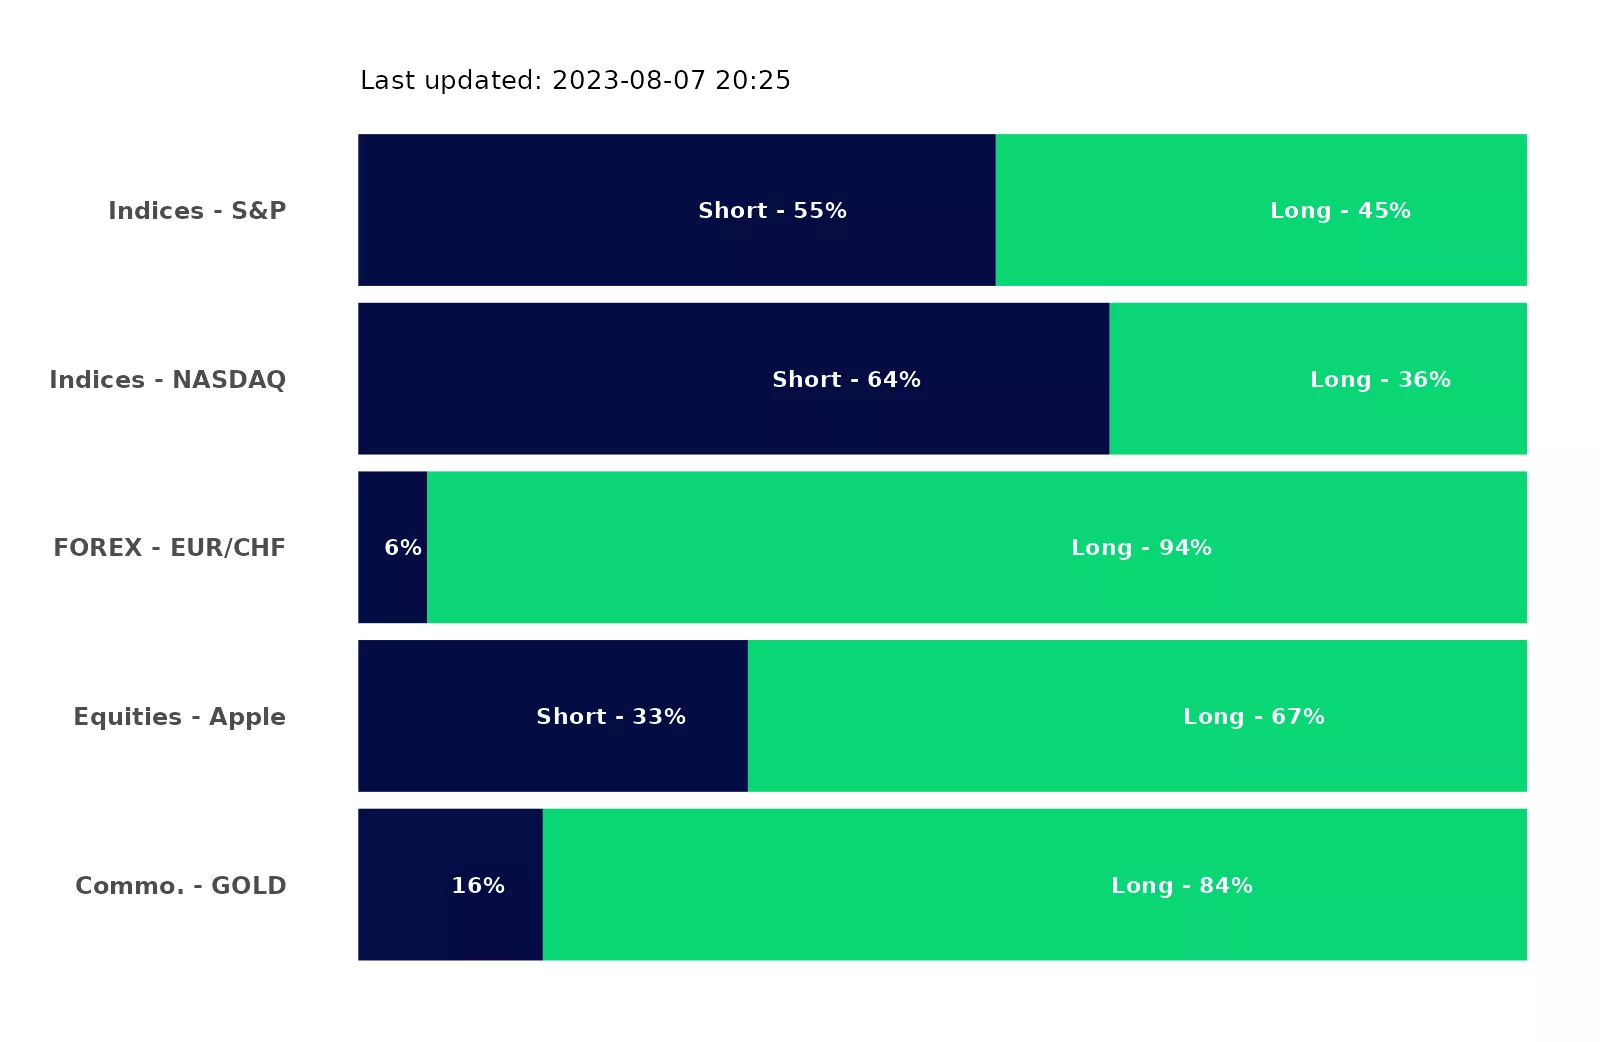 Last updated: 2023-08-07 20:25
Indices - S&P Short - 55% Long - 45%
Indices - NASDAQ Short - 64% Long - 36%
FOREX - EUR/CHF 6% Long - 94%
Equities - Apple Short - 33% Long - 67%
Commo. - GOLD 16% Long - 84%